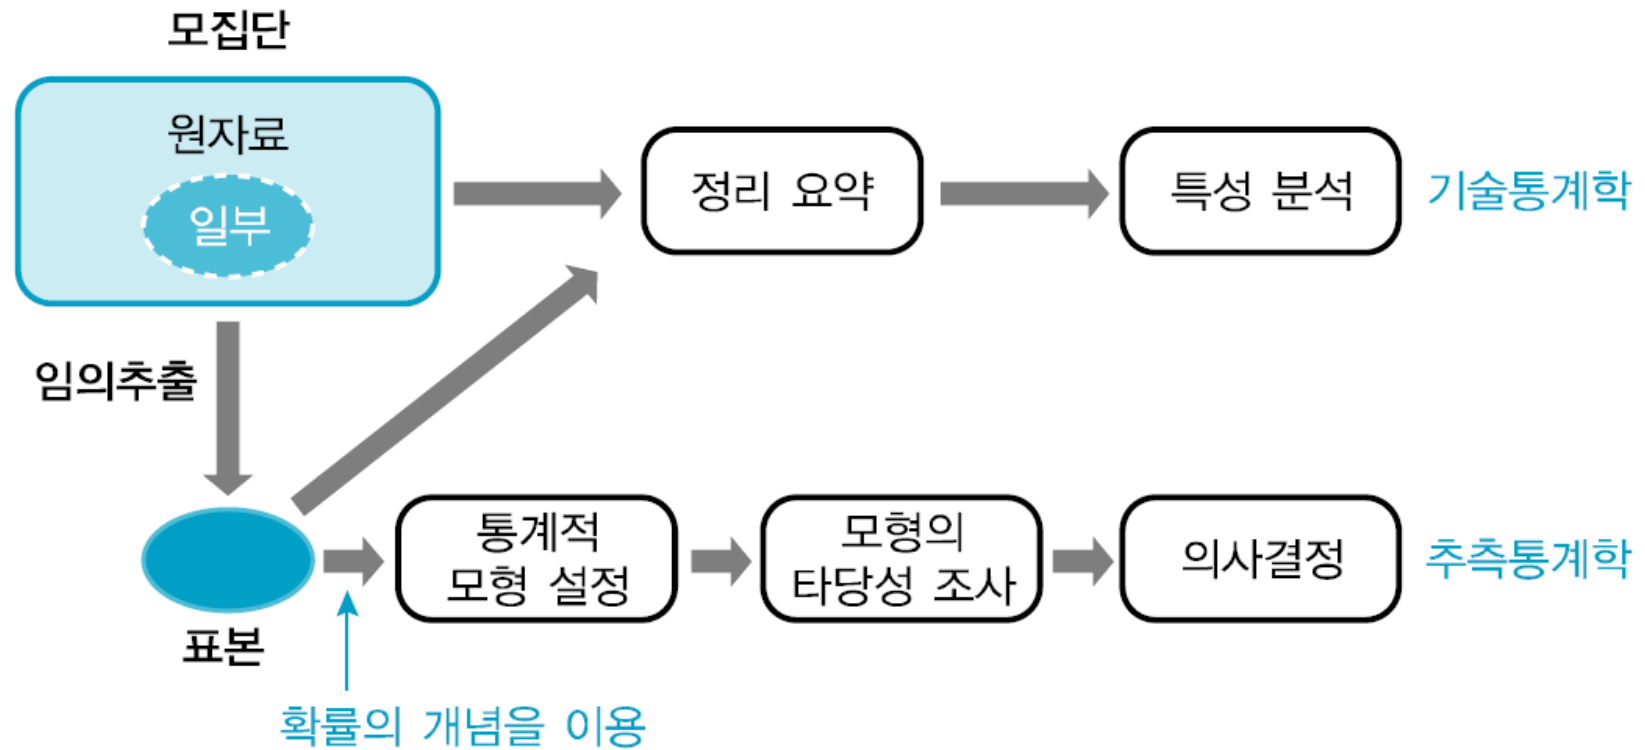 모집단
원자료
일부
정리 요약
특성 분석
기술통계학
임의추출
표본
통계적
모형 설정
모형의
타당성 조사
의사결정
추측통계학
확률의 개념을 이용